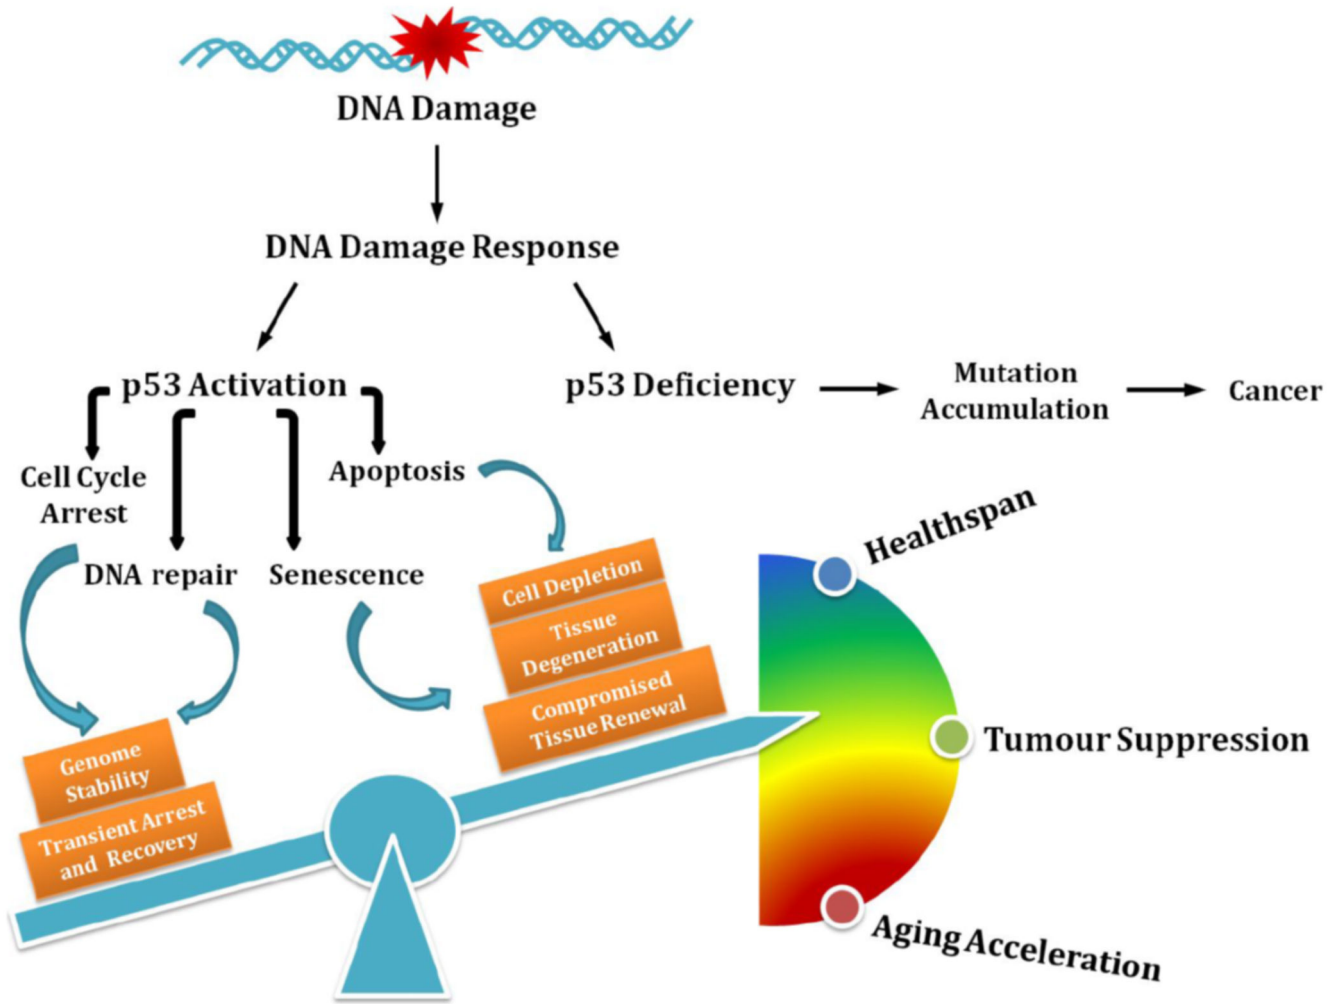 DNA Damage
DNA Damage Response
p53 Activation
p53 Deficiency
Mutation
Accumulation
Cancer
Cell Cycle
Arrest
DNA repair
Senescence
Apoptosis
Cell Depletion
Tissue
Degeneration
Compromised
Tissue Renewal
Genome
Stability
Transient Arrest
and Recovery
Healthspan
Tumour Suppression
Aging Acceleration